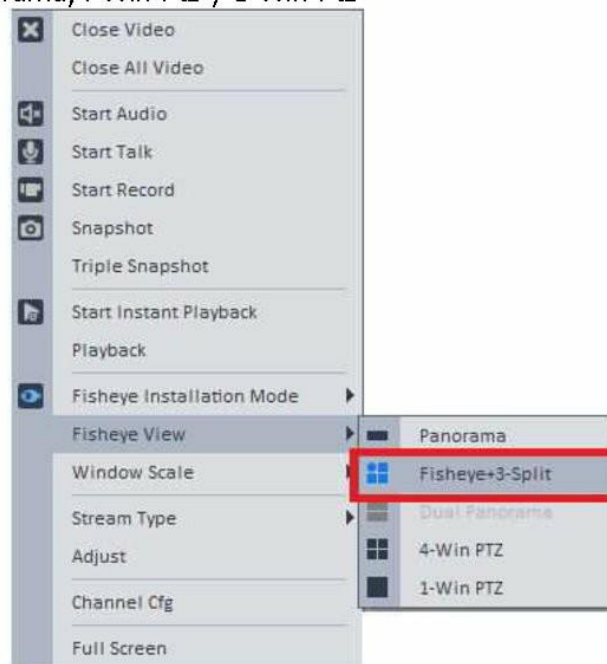 Close Video
Close All Video
Start Audio
Start Talk
Start Record
Snapshot
Triple Snapshot
Start Instant Playback
Playback
Fisheye Installation Mode
Fisheye View
Window Scale
Stream Type
Adjust
Channel Cfg
Full Screen
Panorama
Fisheye+3-Split
Dual Panorama
4-Win PTZ
1-Win PTZ